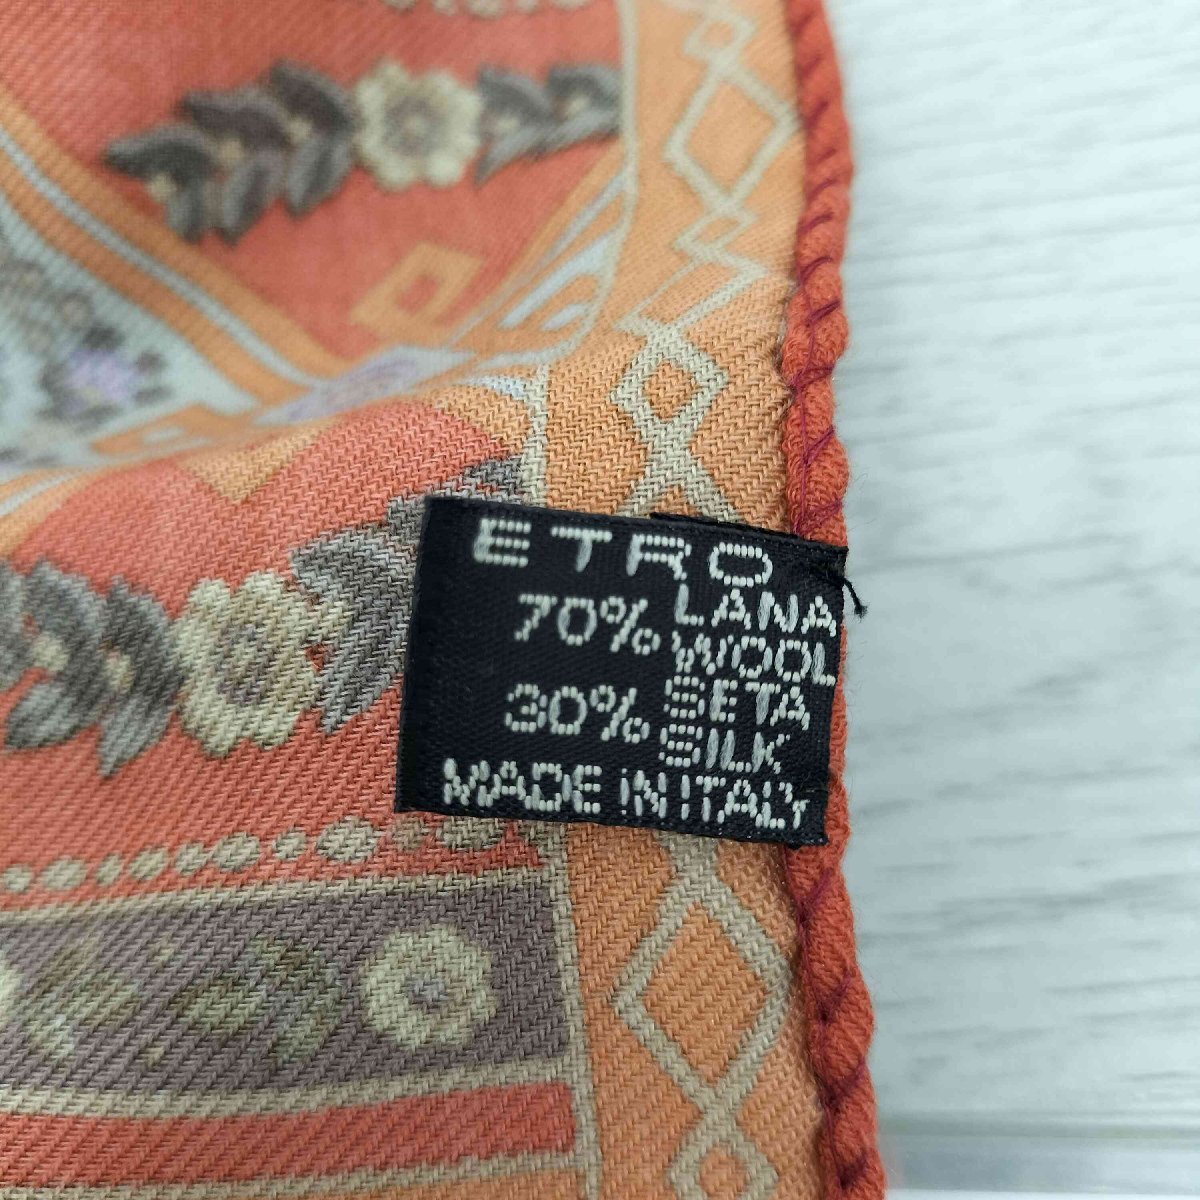 ETRO
70% LANA
WOOL
30% SETA
SILK
MADE IN ITALY